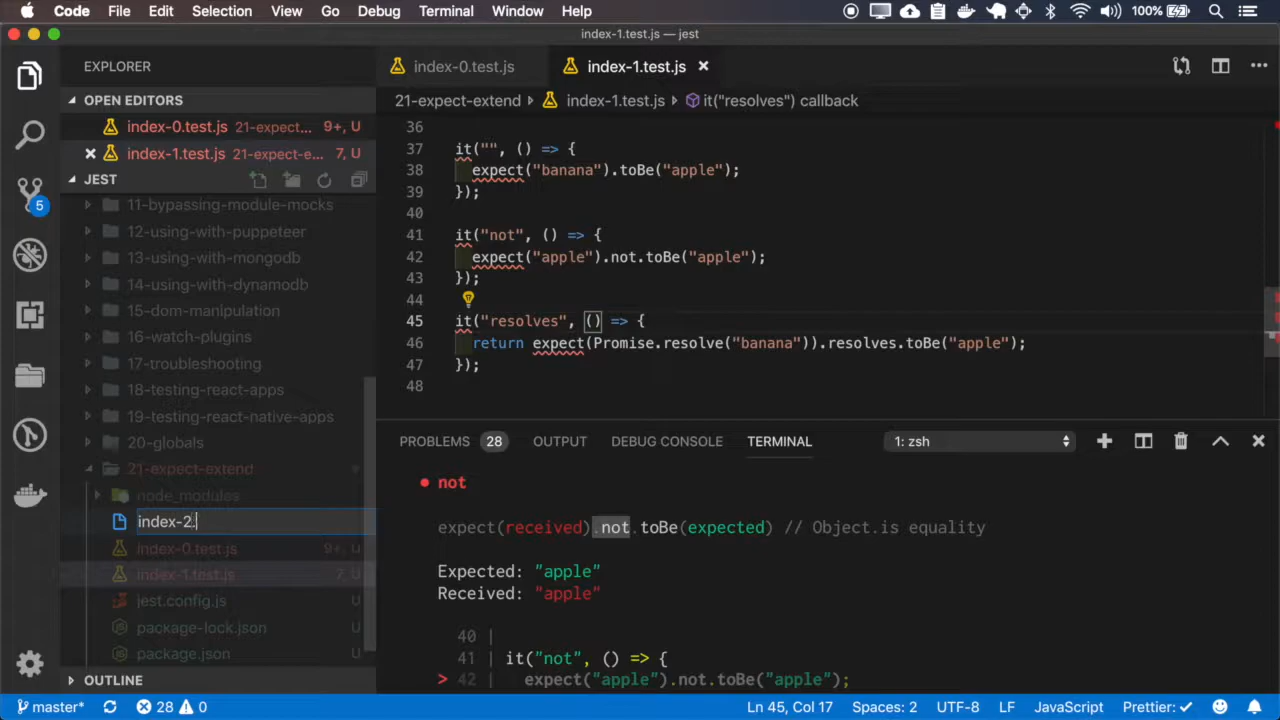 Code File Edit Selection View Go Debug Terminal Window Help 100%
index-1.test.js — jest
EXPLORER
OPEN EDITORS
index-0.test.js 21-expect... 9+, U
index-1.test.js 21-expect-e... 7, U
JEST
11-bypassing-module-mocks
12-using-with-puppeteer
13-using-with-mongodb
14-using-with-dynamodb
15-dom-manipulation
16-watch-plugins
17-troubleshooting
18-testing-react-apps
19-testing-react-native-apps
20-globals
21-expect-extend
node_modules
index-2.
index-0.test.js 9+, U
index-1.test.js 7, U
jest.config.js U
package-lock.json U
package.json U
OUTLINE
5
index-0.test.js index-1.test.js
21-expect-extend index-1.test.js it("resolves") callback
36
37 it("", () => {
38 expect("banana").toBe("apple");
39 });
40
41 it("not", () => {
42 expect("apple").not.toBe("apple");
43 });
44
45 it("resolves", () => {
46 return expect(Promise.resolve("banana")).resolves.toBe("apple");
47 });
48
PROBLEMS 28 OUTPUT DEBUG CONSOLE TERMINAL 1: zsh
● not
expect(received).not.toBe(expected) // Object.is equality
Expected: "apple"
Received: "apple"
40 |
41 | it("not", () => {
> 42 | expect("apple").not.toBe("apple");
master* 28 0 Ln 45, Col 17 Spaces: 2 UTF-8 LF JavaScript Prettier: ✓